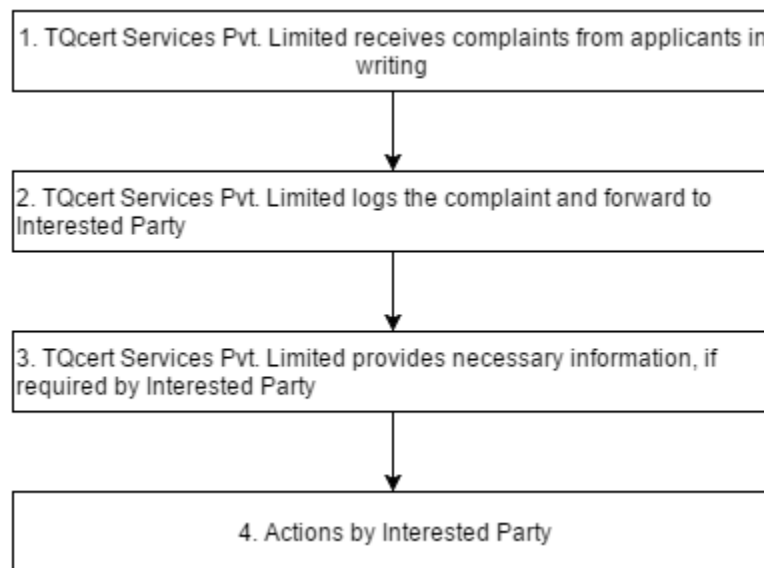 1. TQcert Services Pvt. Limited receives complaints from applicants in
writing
2. TQcert Services Pvt. Limited logs the complaint and forward to
Interested Party
3. TQcert Services Pvt. Limited provides necessary information, if
required by Interested Party
4. Actions by Interested Party